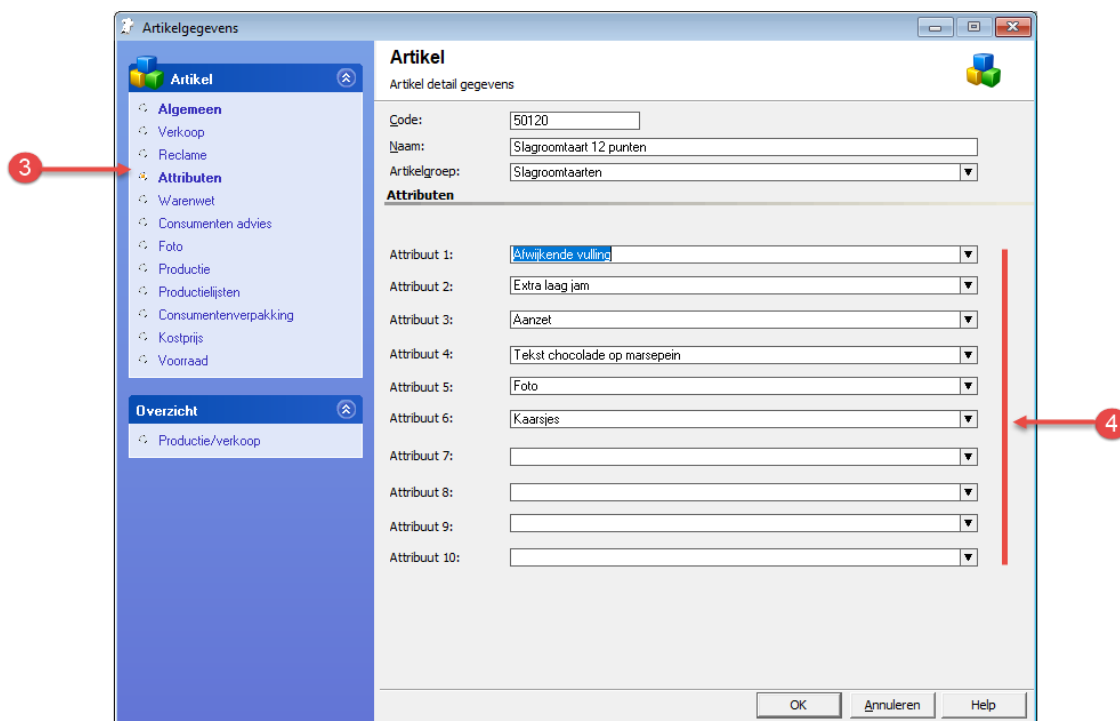 Artikelgegevens
Artikel
Algemeen
Verkoop
Reclame
Attributen
Warenwet
Consumenten advies
Foto
Productie
Productielijsten
Consumentenverpakking
Kostprijs
Voorraad
Overzicht
Productie/verkoop
3
Artikel
Artikel detail gegevens
Code: 50120
Naam: Slagroomtaart 12 punten
Artikelgroep: Slagroomtaarten
Attributen
Attribuut 1: Afwijkende vulling
Attribuut 2: Extra laag jam
Attribuut 3: Aanzet
Attribuut 4: Tekst chocolade op marsepein
Attribuut 5: Foto
Attribuut 6: Kaarsjes
Attribuut 7:
Attribuut 8:
Attribuut 9:
Attribuut 10:
4
OK Annuleren Help